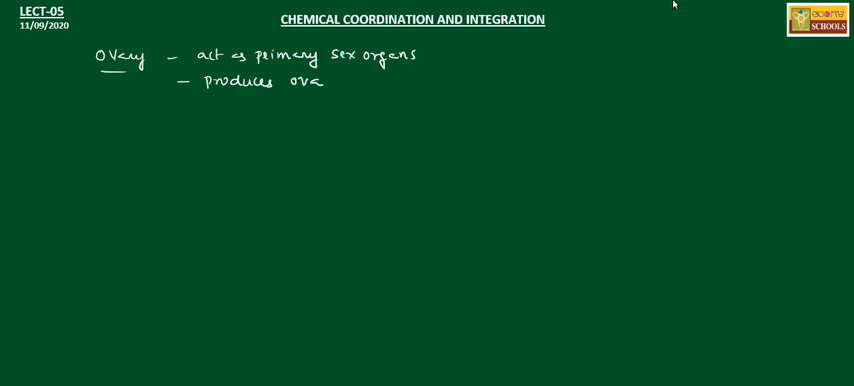 LECT-05
CHEMICAL COORDINATION AND INTEGRATION
11/09/2020
SCHOOLS
Ovary - act as primary sex organs
- produces ova